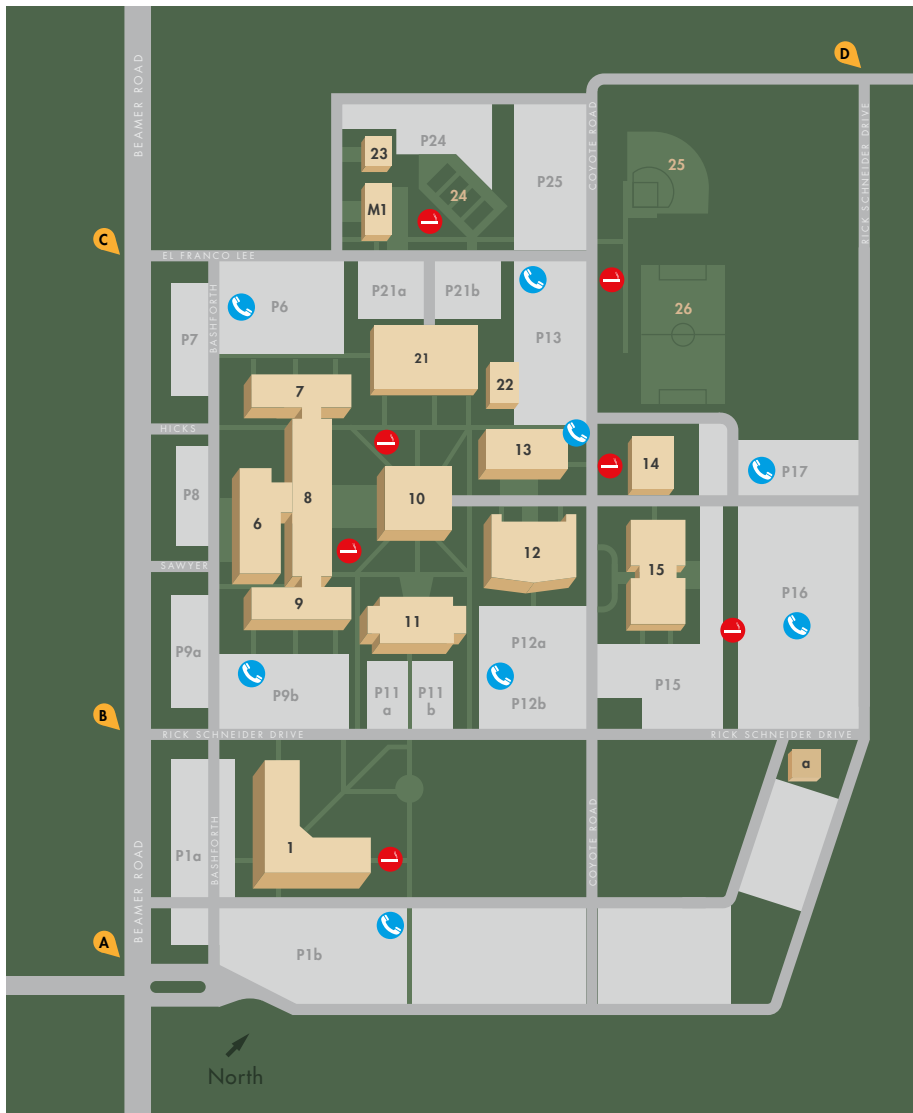 D
BEAMER ROAD
COYOTE ROAD
RICK SCHNEIDER DRIVE
P24
23
25
P25
24
M1
C
EL FRANCO LEE
P21a
P21b
P6
BASHFORTH
26
P7
P13
21
22
7
HICKS
13
14
P17
P8
10
8
6
12
SAWYER
15
P16
9
11
P12a
P9a
P15
P9b
P11
a
P11
b
P12b
B
RICK SCHNEIDER DRIVE
RICK SCHNEIDER DRIVE
a
1
P1a
BASHFORTH
COYOTE ROAD
BEAMER ROAD
A
P1b
North